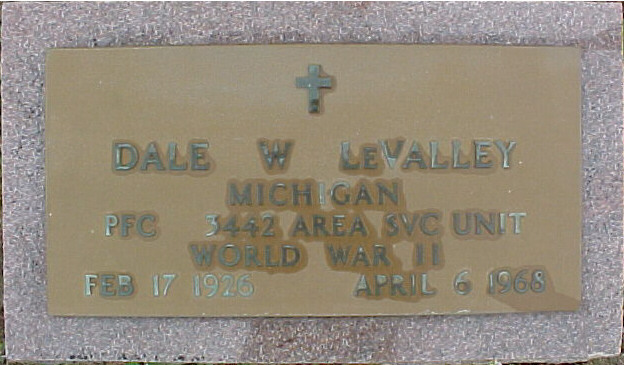 DALE W LeVALLEY
MICHIGAN
PFC 3442 AREA SVC UNIT
WORLD WAR II
FEB 17 1926 APRIL 6 1968